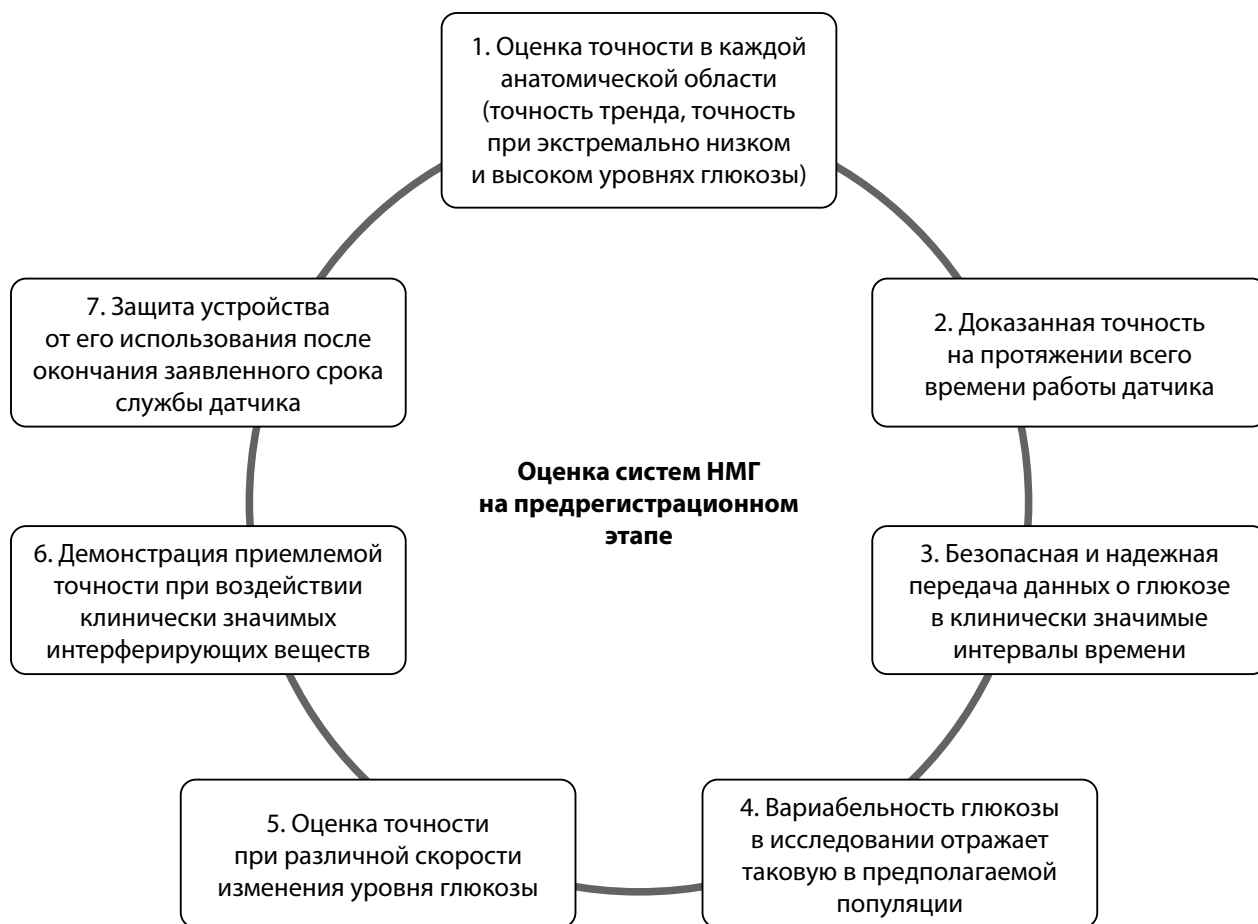 1. Оценка точности в каждой
анатомической области
(точность тренда, точность
при экстремально низком
и высоком уровнях глюкозы)
2. Доказанная точность
на протяжении всего
времени работы датчика
3. Безопасная и надежная
передача данных о глюкозе
в клинически значимые
интервалы времени
4. Вариабельность глюкозы
в исследовании отражает
таковую в предполагаемой
популяции
5. Оценка точности
при различной скорости
изменения уровня глюкозы
6. Демонстрация приемлемой
точности при воздействии
клинически значимых
интерферирующих веществ
7. Защита устройства
от его использования после
окончания заявленного срока
службы датчика
Оценка систем НМГ
на предрегистрационном
этапе